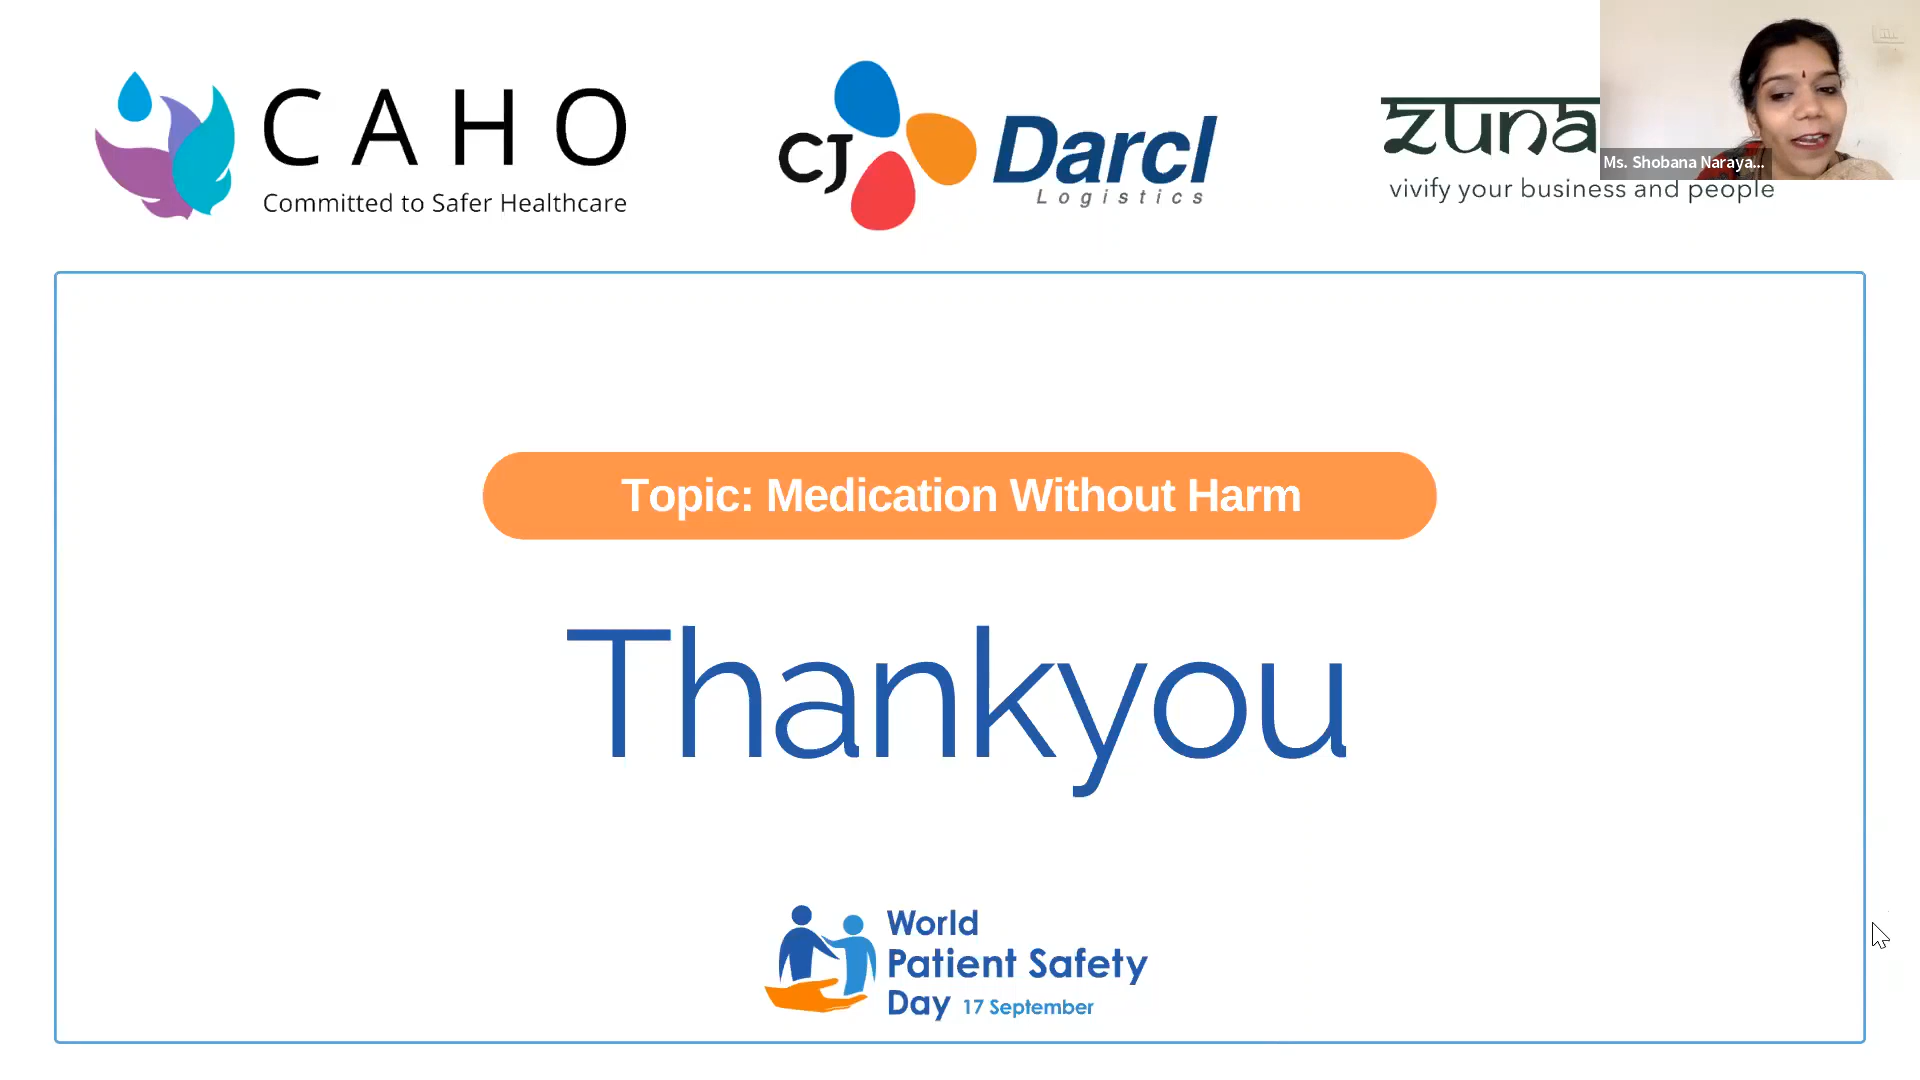 CAHO
Committed to Safer Healthcare
CJ Darcl
Logistics
zuna
vivify your business and people
Ms. Shobana Naraya...
Topic: Medication Without Harm
Thankyou
World
Patient Safety
Day 17 September